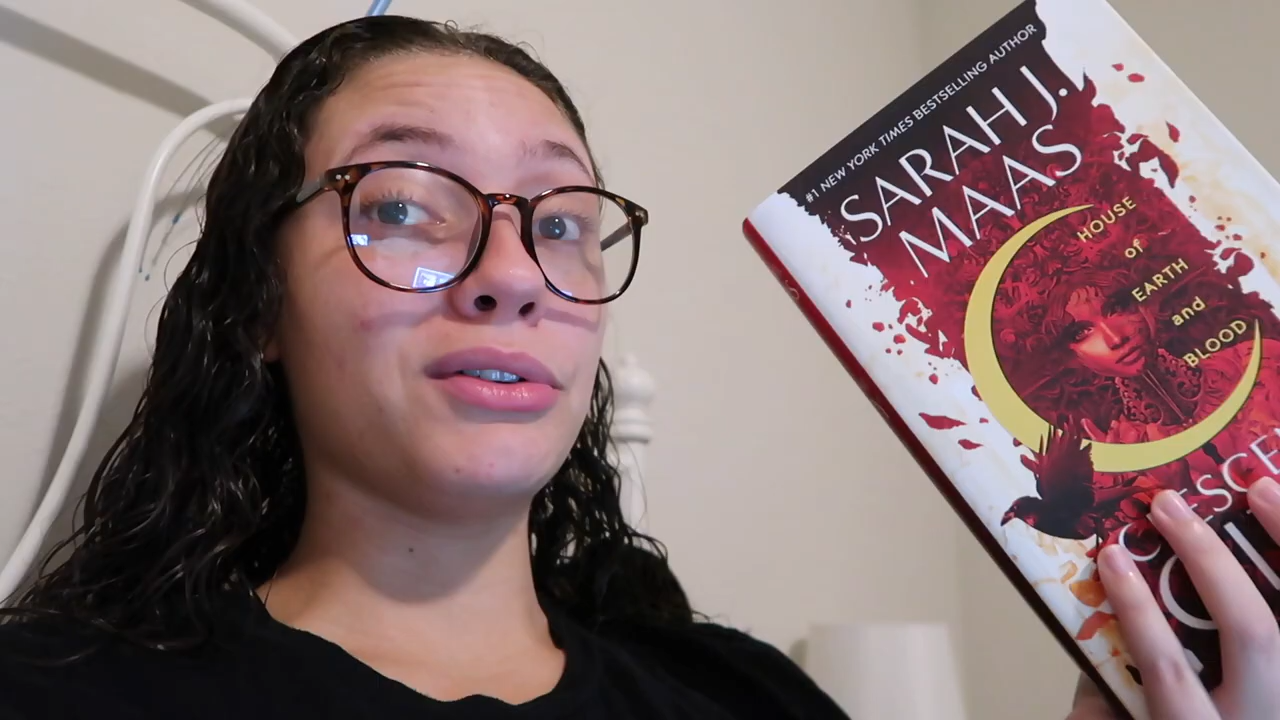 #1 NEW YORK TIMES BESTSELLING AUTHOR
SARAH J.
MAAS
HOUSE
of
EARTH
and
BLOOD